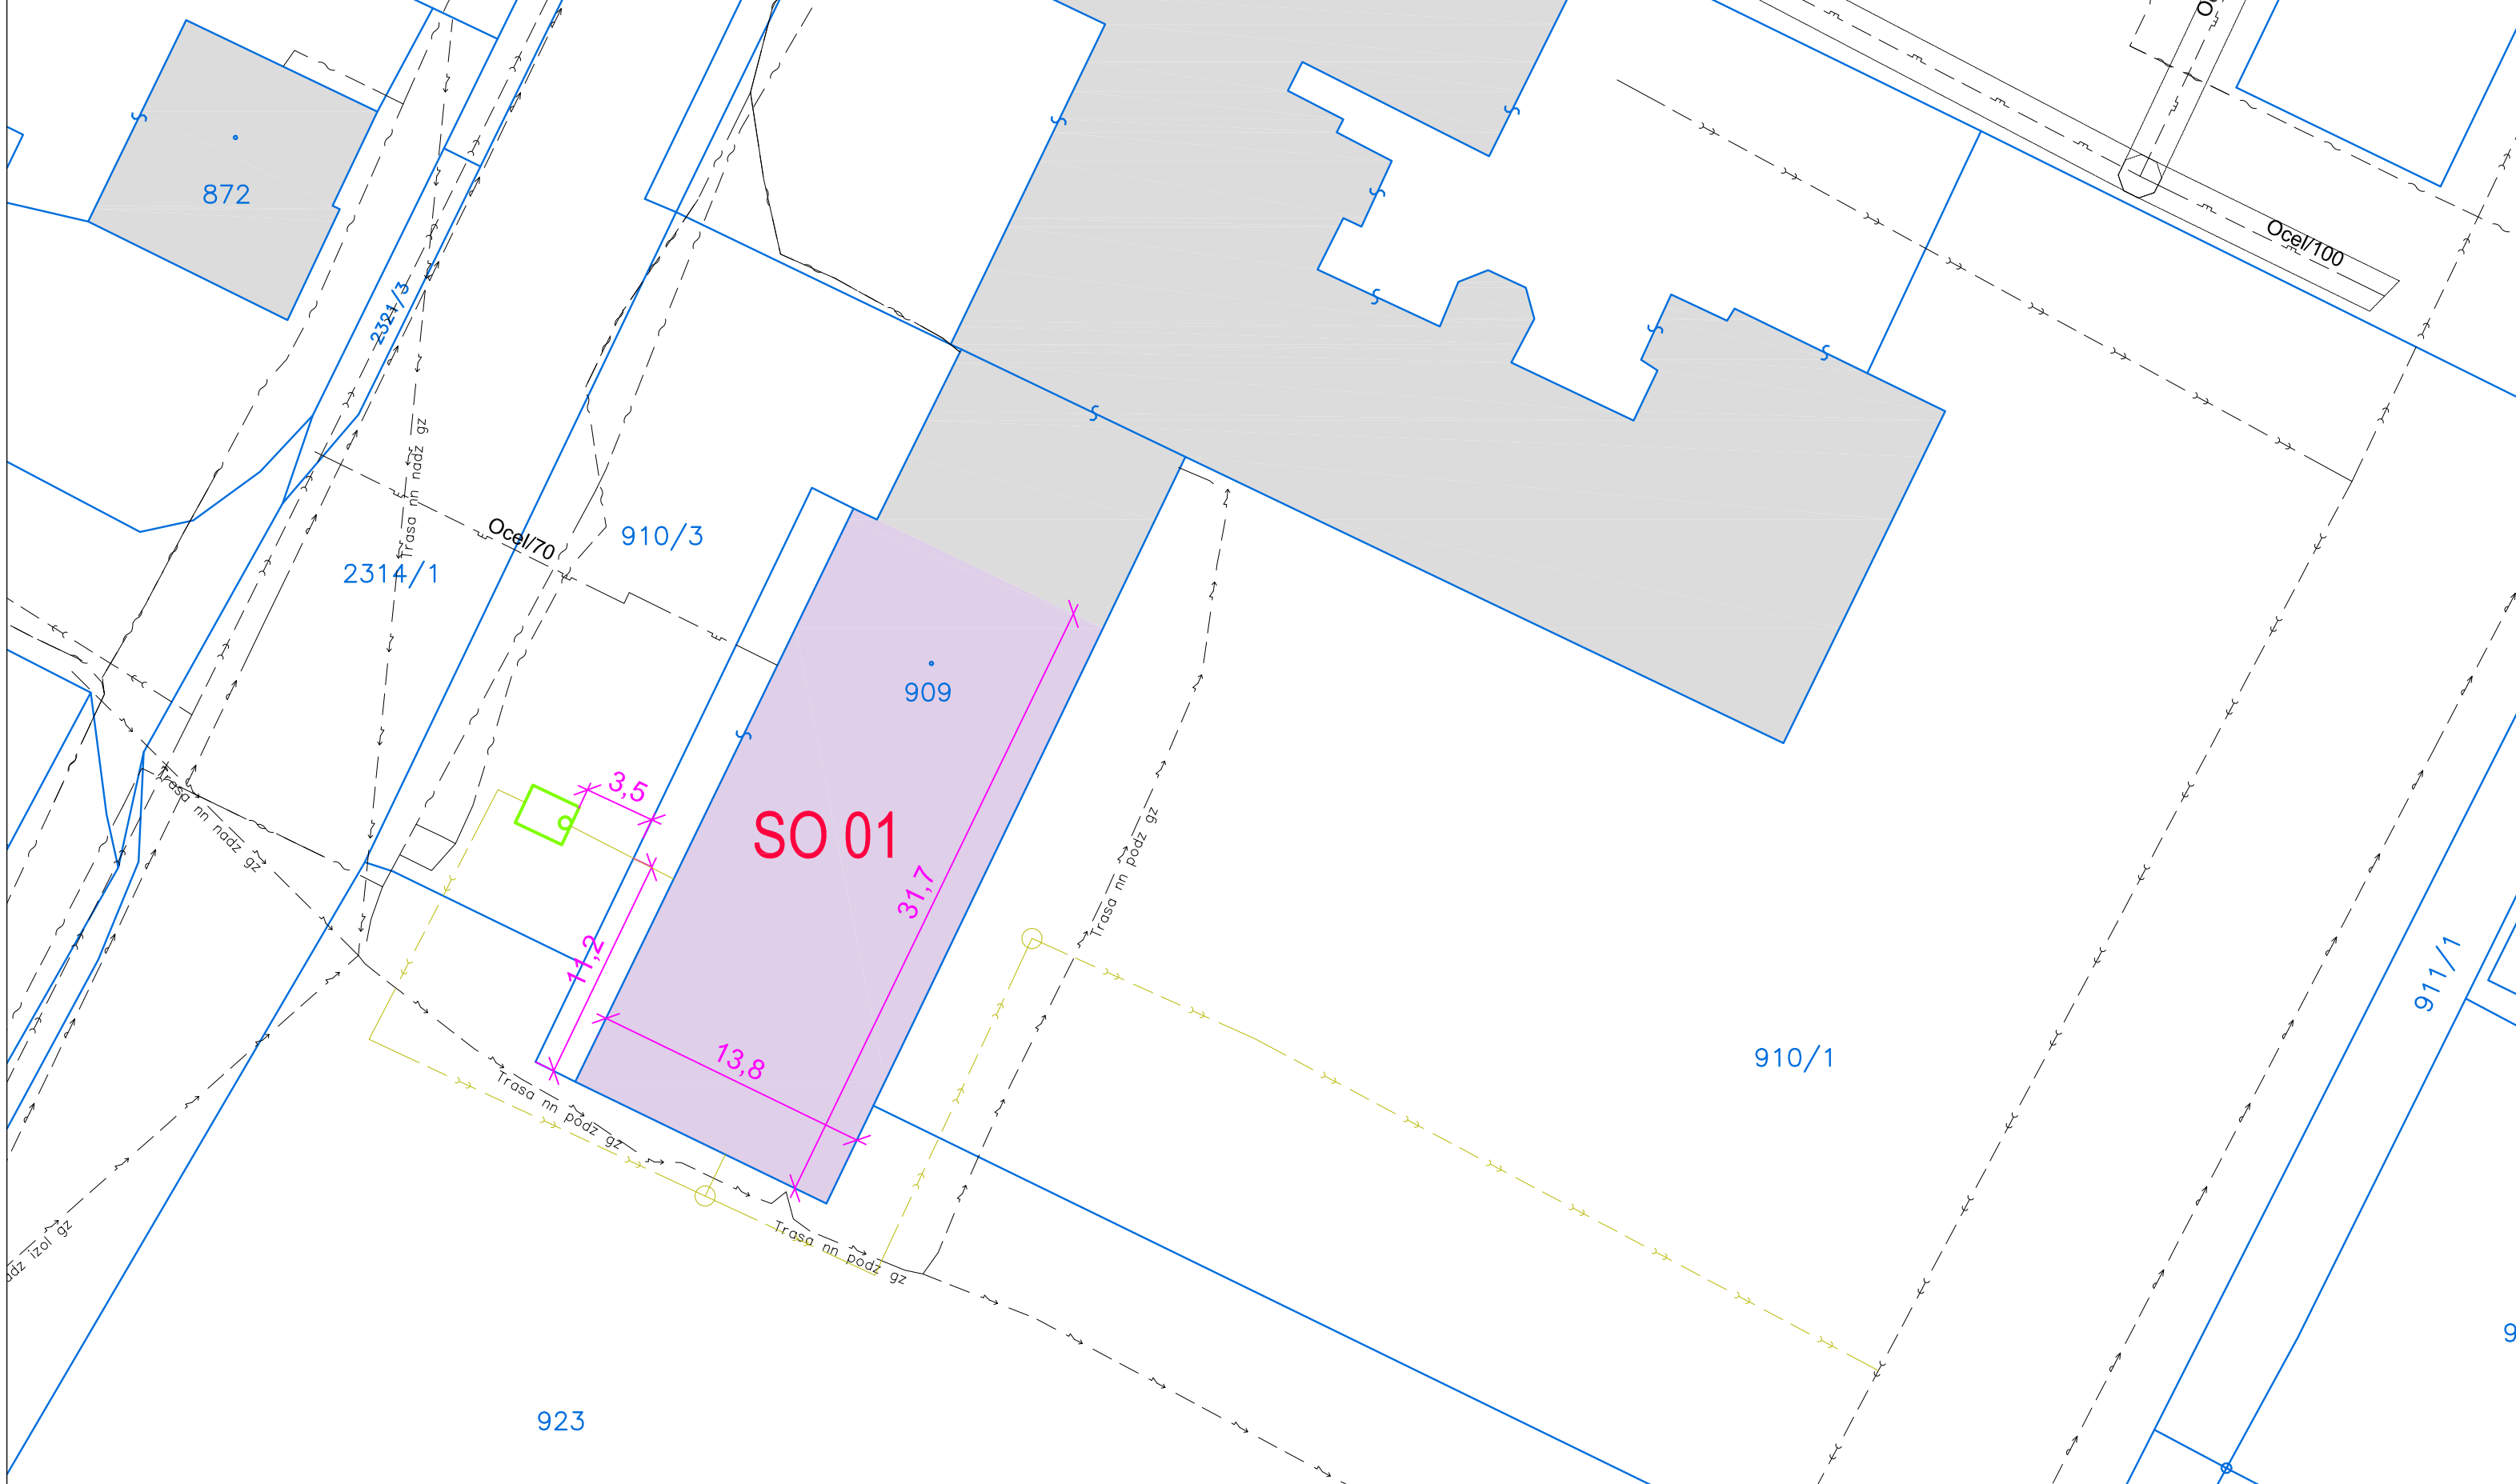 872
Ocel/100
2321/3
Trasa nn nadz gz
Ocel/70
910/3
2314/1
909
3,5
Trasa nn nadz gz
SO 01
31,7
Trasa nn podz gz
11,2
911/1
13,8
910/1
Trasa nn podz gz
izol gz
Trasa nn podz gz
923